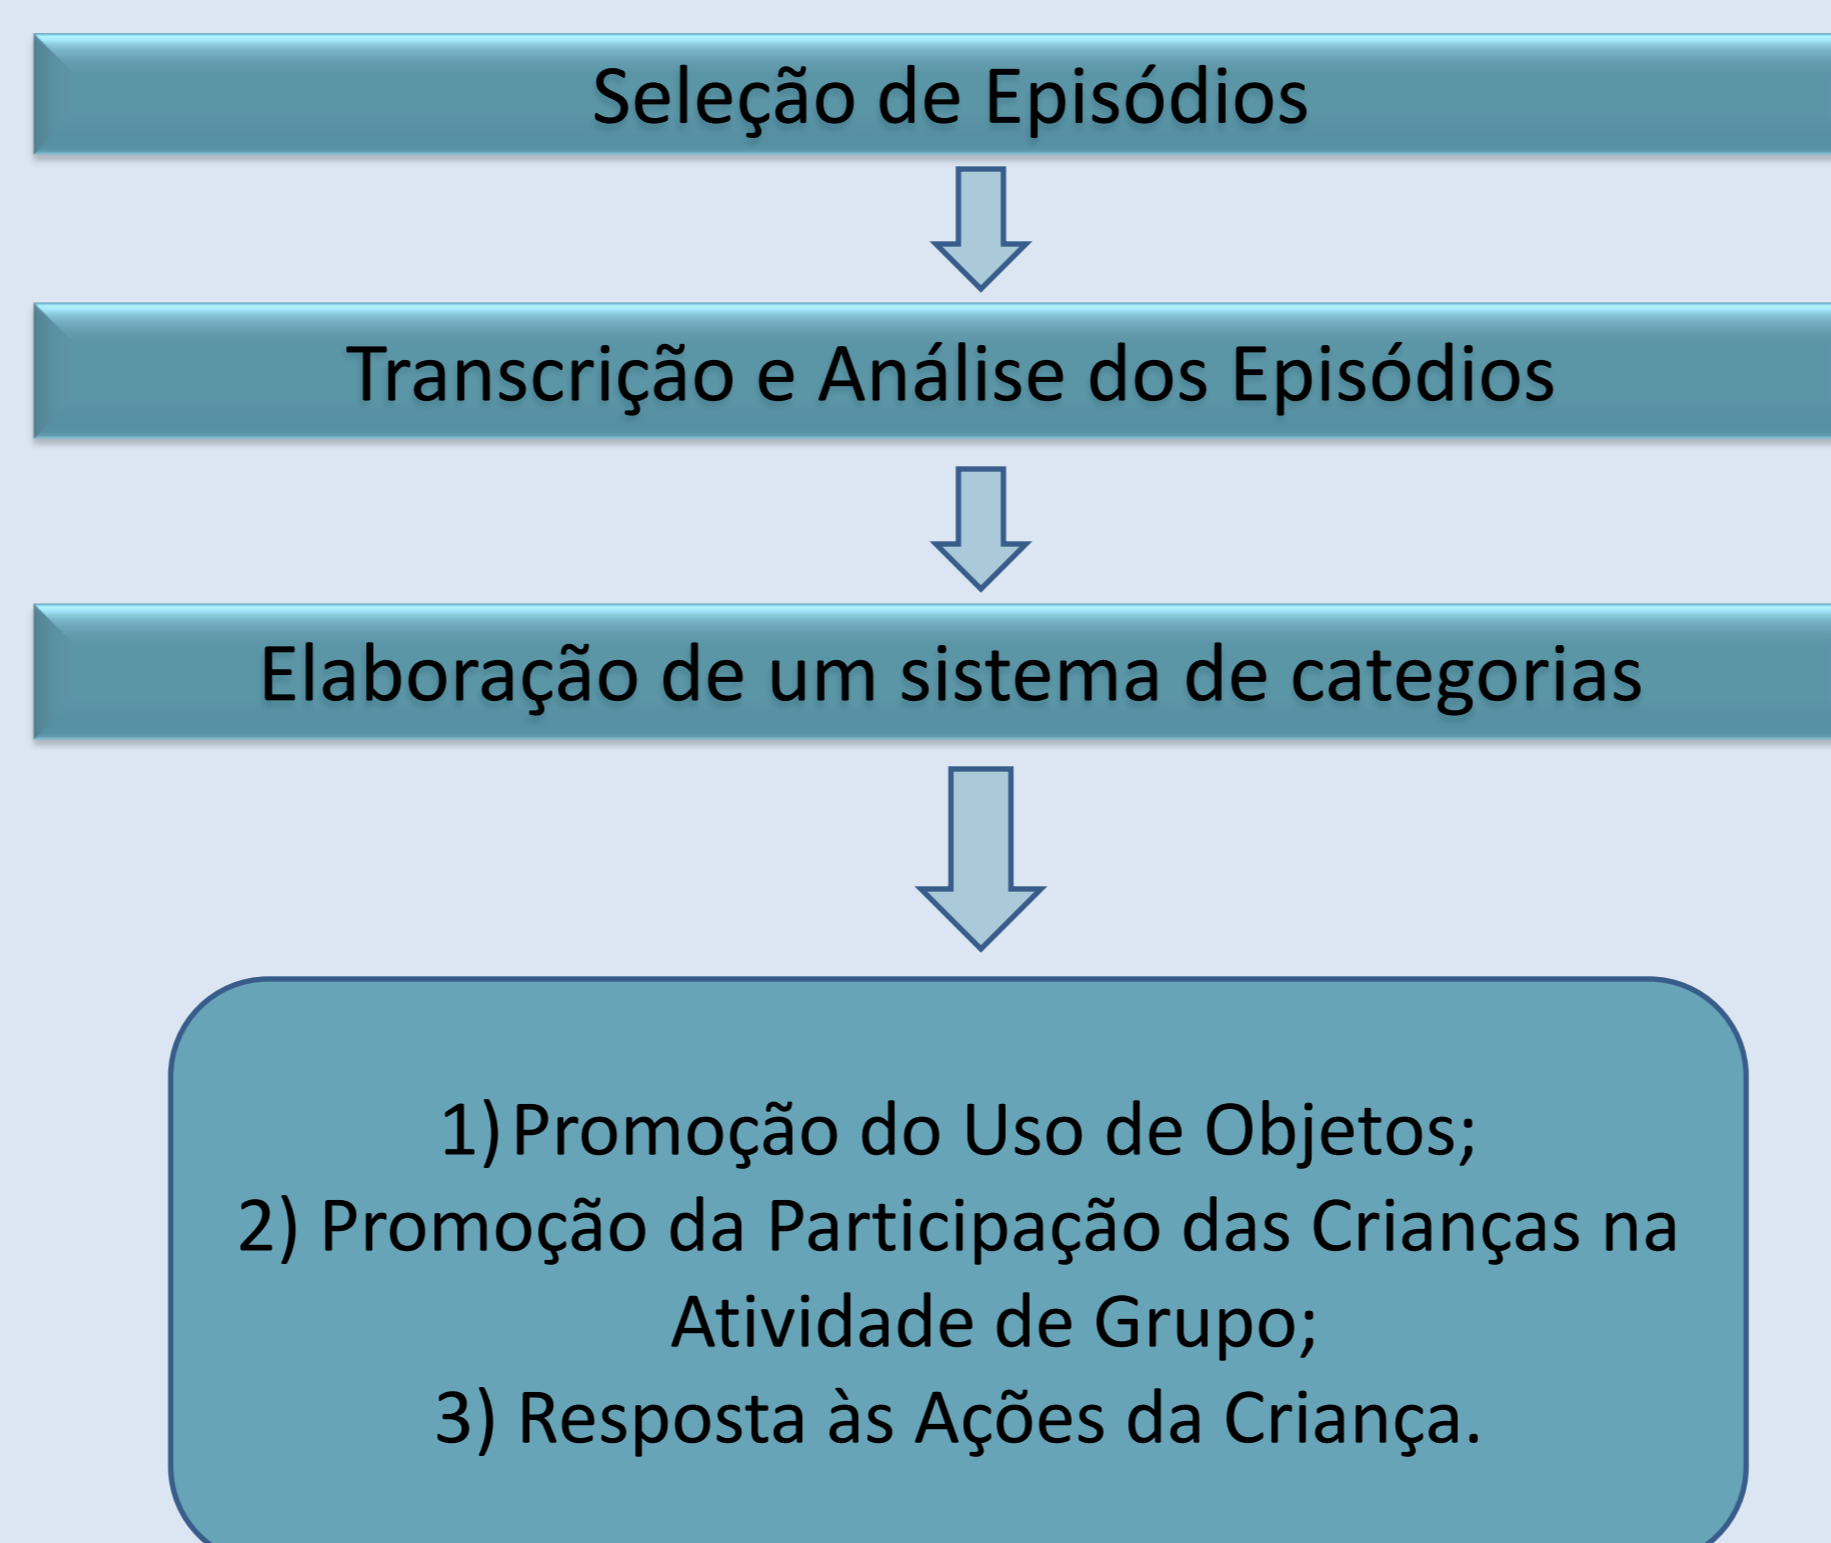 Seleção de Episódios
Transcrição e Análise dos Episódios
Elaboração de um sistema de categorias
1) Promoção do Uso de Objetos;
2) Promoção da Participação das Crianças na
Atividade de Grupo;
3) Resposta às Ações da Criança.